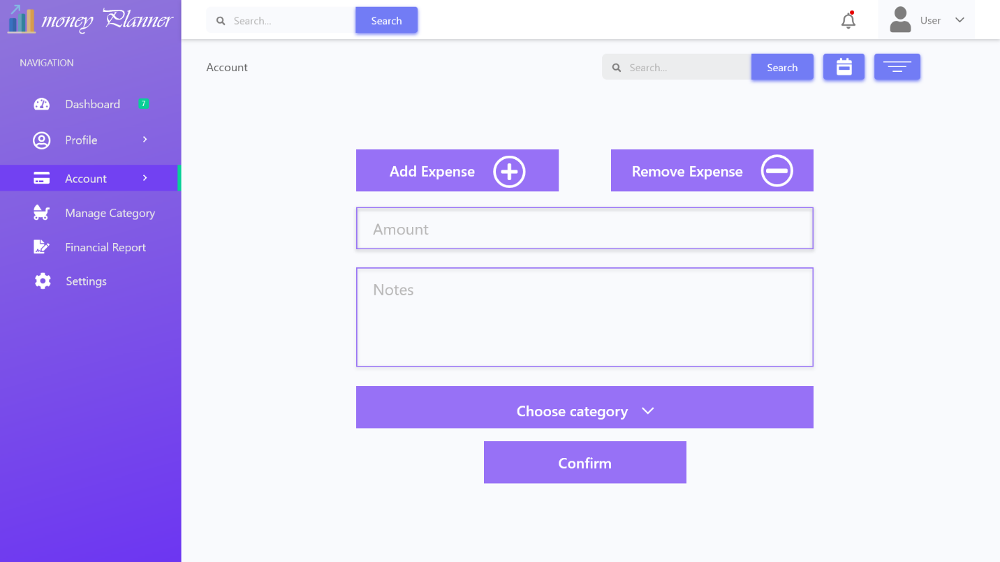 money Planner
Search...
Search
User
NAVIGATION
Account
Search...
Search
Dashboard
7
Profile
Account
Manage Category
Financial Report
Settings
Add Expense
Remove Expense
Amount
Notes
Choose category
Confirm